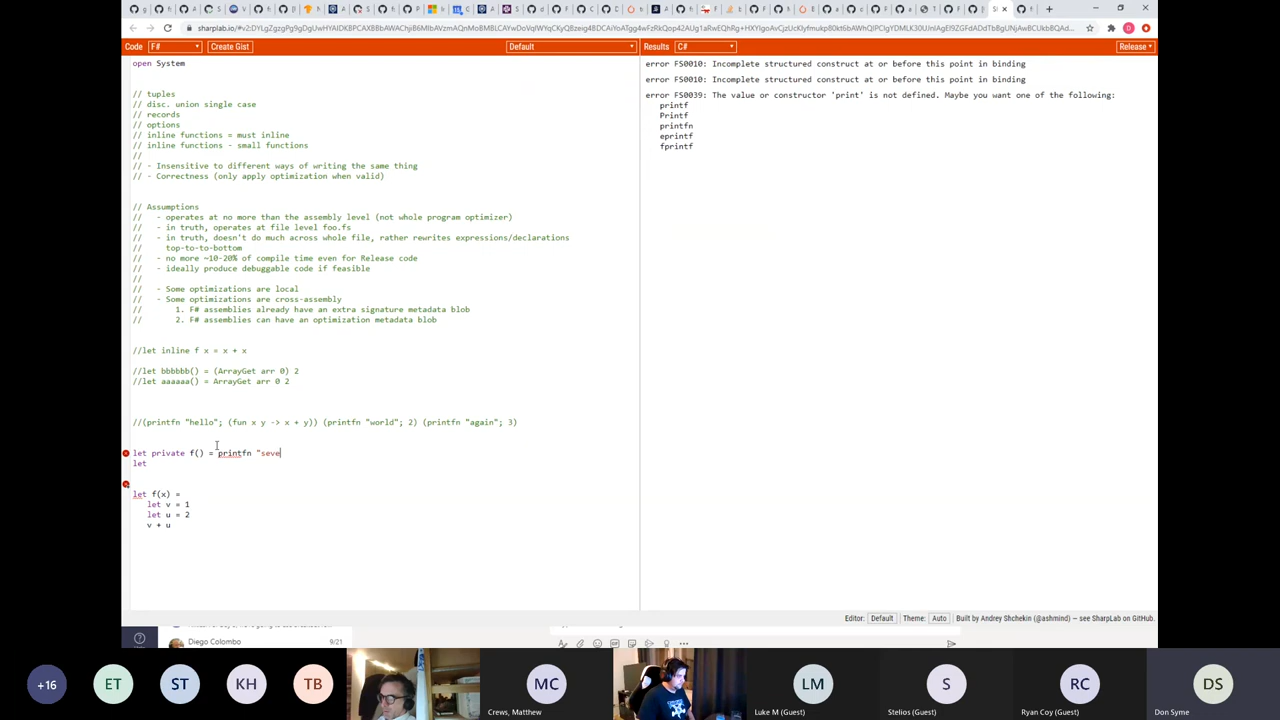 sharplab.io/#v2:DYLgZgzgPg9gDgUwHYAIDKBPCAXBBbAWAChjB6MIbAVzmAQnMoBMBLCAYwDoVaIWYqCKyQB8zeig4BDCAiYoATgg4wFzRkQop42AUg1RwEQhRg+HXYIgoAvCjzUcKlyfmukp80kt6SbAWhQIPCIgYDM74ADqNeo
Code
F#
Create Gist
Default
Results
C#
Release
open System
// tuples
// disc. union single case
// records
// options
// inline functions = must inline
// inline functions - small functions
//
// - Insensitive to different ways of writing the same thing
// - Correctness (only apply optimization when valid)
// Assumptions
// - operates at no more than the assembly level (not whole program optimizer)
// - in truth, operates at file level foo.fs
// - in truth, doesn't do much across whole file, rather rewrites expressions/declarations
// top-to-to-bottom
// - no more ~10-20% of compile time even for Release code
// - ideally produce debuggable code if feasible
//
// - Some optimizations are local
// - Some optimizations are cross-assembly
// 1. F# assemblies already have an extra signature metadata blob
// 2. F# assemblies can have an optimization metadata blob
//let inline f x = x + x
//let bbbbbb() = (ArrayGet arr 0) 2
//let aaaaaa() = ArrayGet arr 0 2
//(printfn "hello"; (fun x y -> x + y)) (printfn "world"; 2) (printfn "again"; 3)
let private f() = printfn "seve
let
let f(x) =
let v = 1
let u = 2
v + u
error FS0010: Incomplete structured construct at or before this point in binding
error FS0010: Incomplete structured construct at or before this point in binding
error FS0039: The value or constructor 'print' is not defined. Maybe you want one of the following:
printf
Printf
printfn
eprintf
fprintf
Editor: Default Theme: Auto Built by Andrey Shchekin (@ashmind) — see SharpLab on GitHub.
Diego Colombo
9/21
+16
ET
ST
KH
TB
MC
Crews, Matthew
LM
Luke M (Guest)
S
Stelios (Guest)
RC
Ryan Coy (Guest)
DS
Don Syme